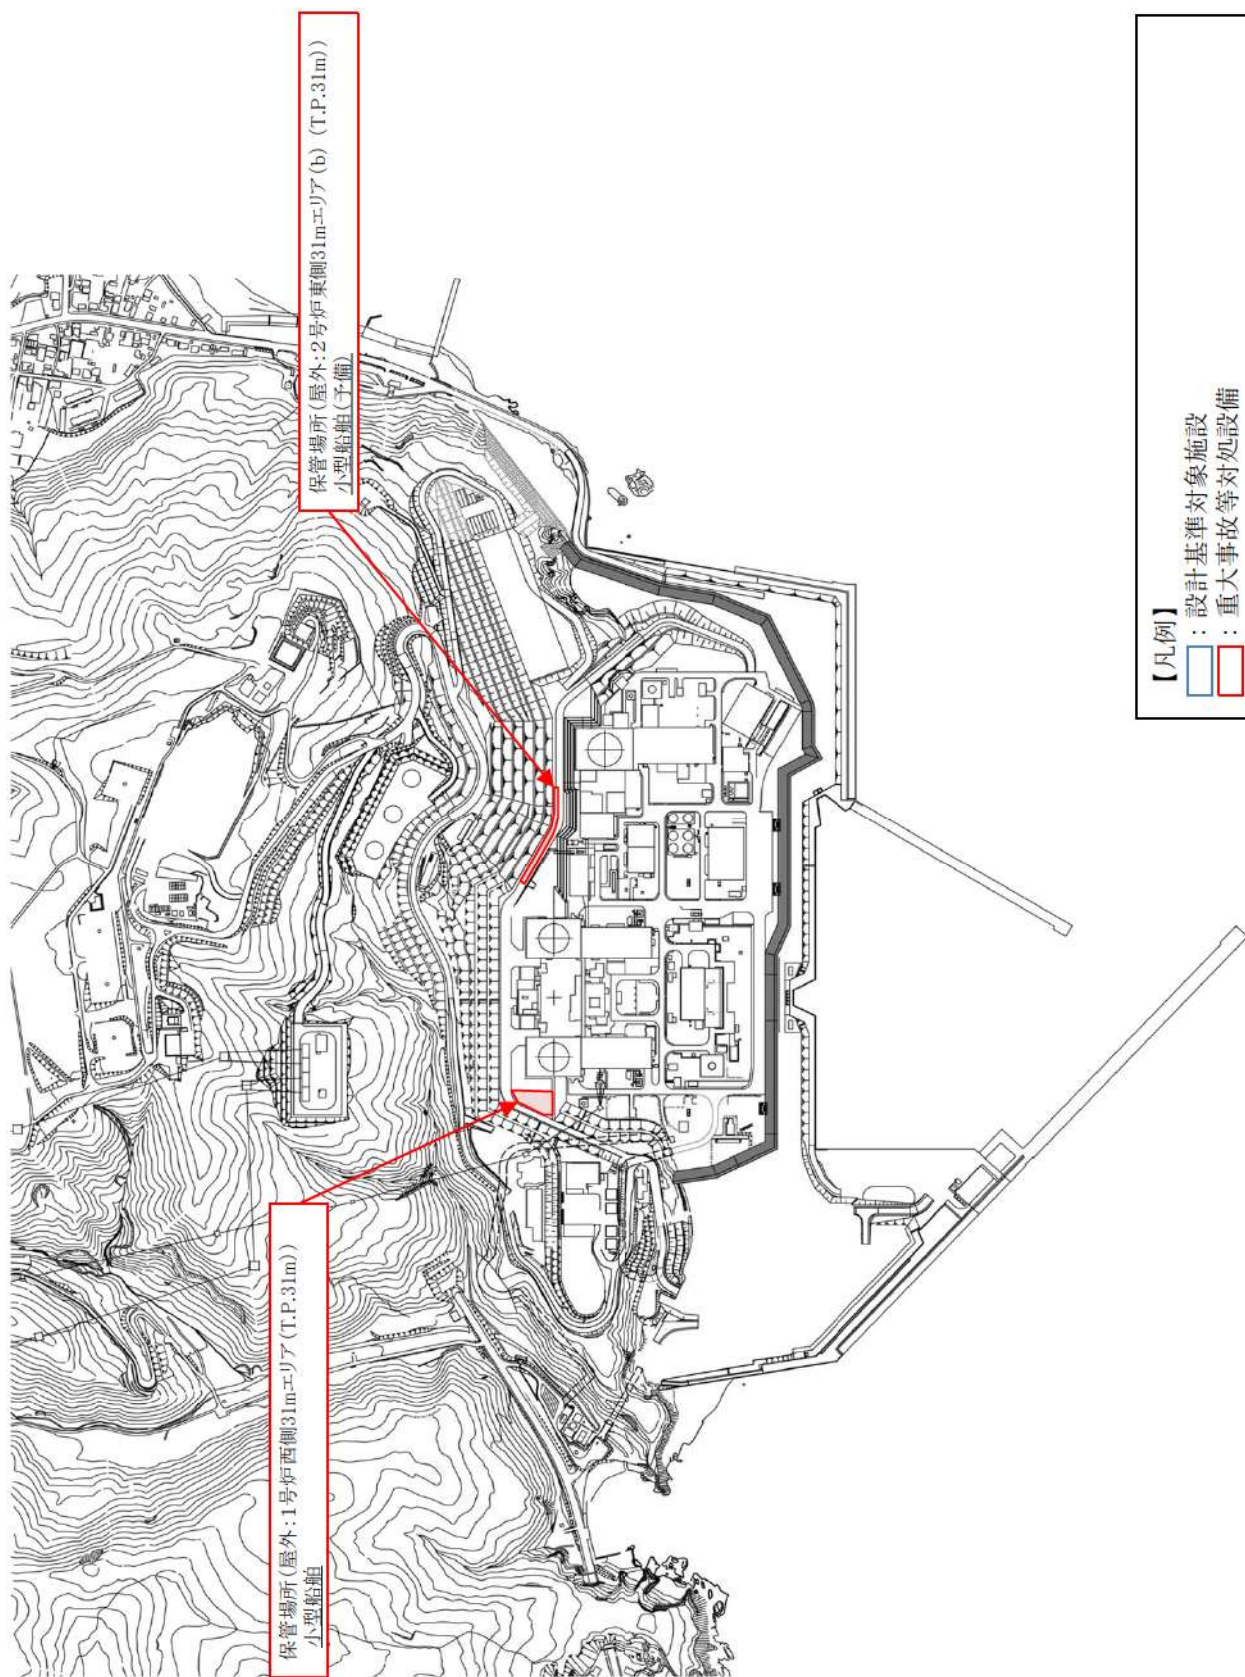 保管場所(屋外:2号炉東側31mエリア(b) (T.P.31m))
小型船舶(予備)
保管場所(屋外:1号炉西側31mエリア(T.P.31m))
小型船舶
【凡例】
:設計基準対象施設
:重大事故等対処設備